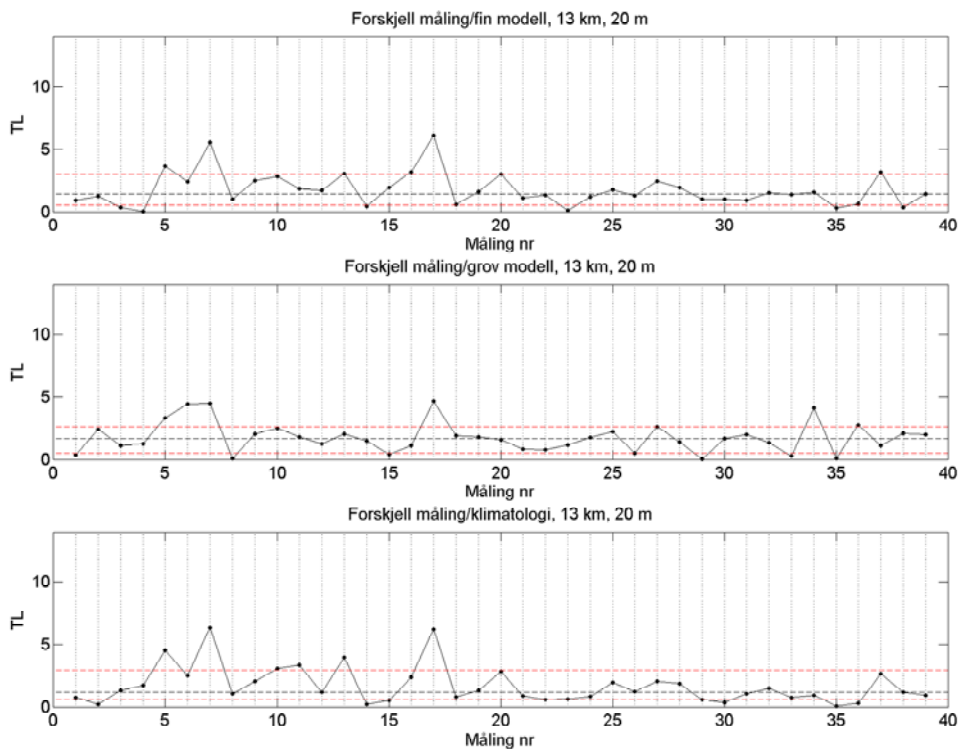 Forskjell måling/fin modell, 13 km, 20 m
10
5
0
TL
0 5 10 15 20 25 30 35 40
Måling nr
Forskjell måling/grov modell, 13 km, 20 m
10
5
0
TL
0 5 10 15 20 25 30 35 40
Måling nr
Forskjell måling/klimatologi, 13 km, 20 m
10
5
0
TL
0 5 10 15 20 25 30 35 40
Måling nr